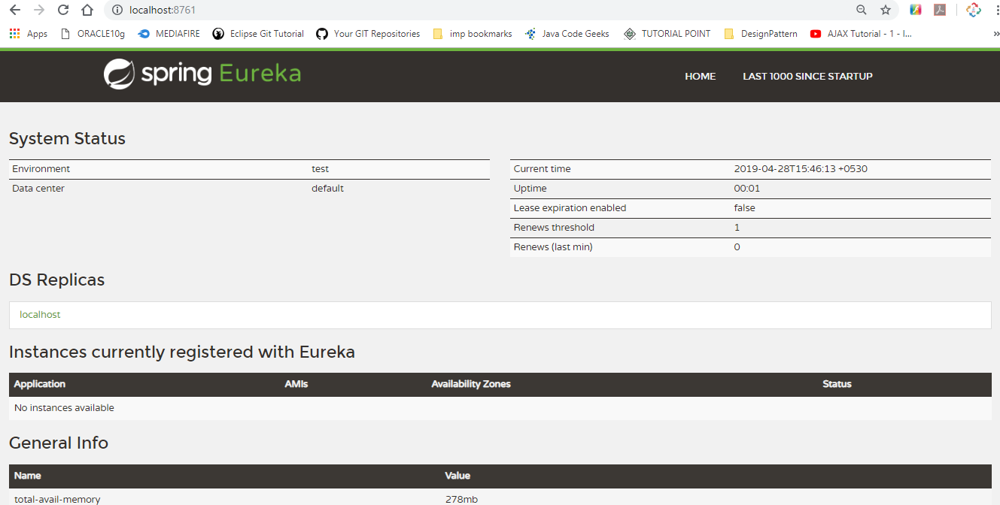 localhost:8761
Apps ORACLE10g MEDIAFIRE Eclipse Git Tutorial Your GIT Repositories imp bookmarks Java Code Geeks TUTORIAL POINT DesignPattern AJAX Tutorial - 1 - I... »
spring Eureka HOME LAST 1000 SINCE STARTUP
System Status
Environment test Current time 2019-04-28T15:46:13 +0530
Data center default Uptime 00:01
Lease expiration enabled false
Renews threshold 1
Renews (last min) 0
DS Replicas
localhost
Instances currently registered with Eureka
Application AMIs Availability Zones Status
No instances available
General Info
Name Value
total-avail-memory 278mb